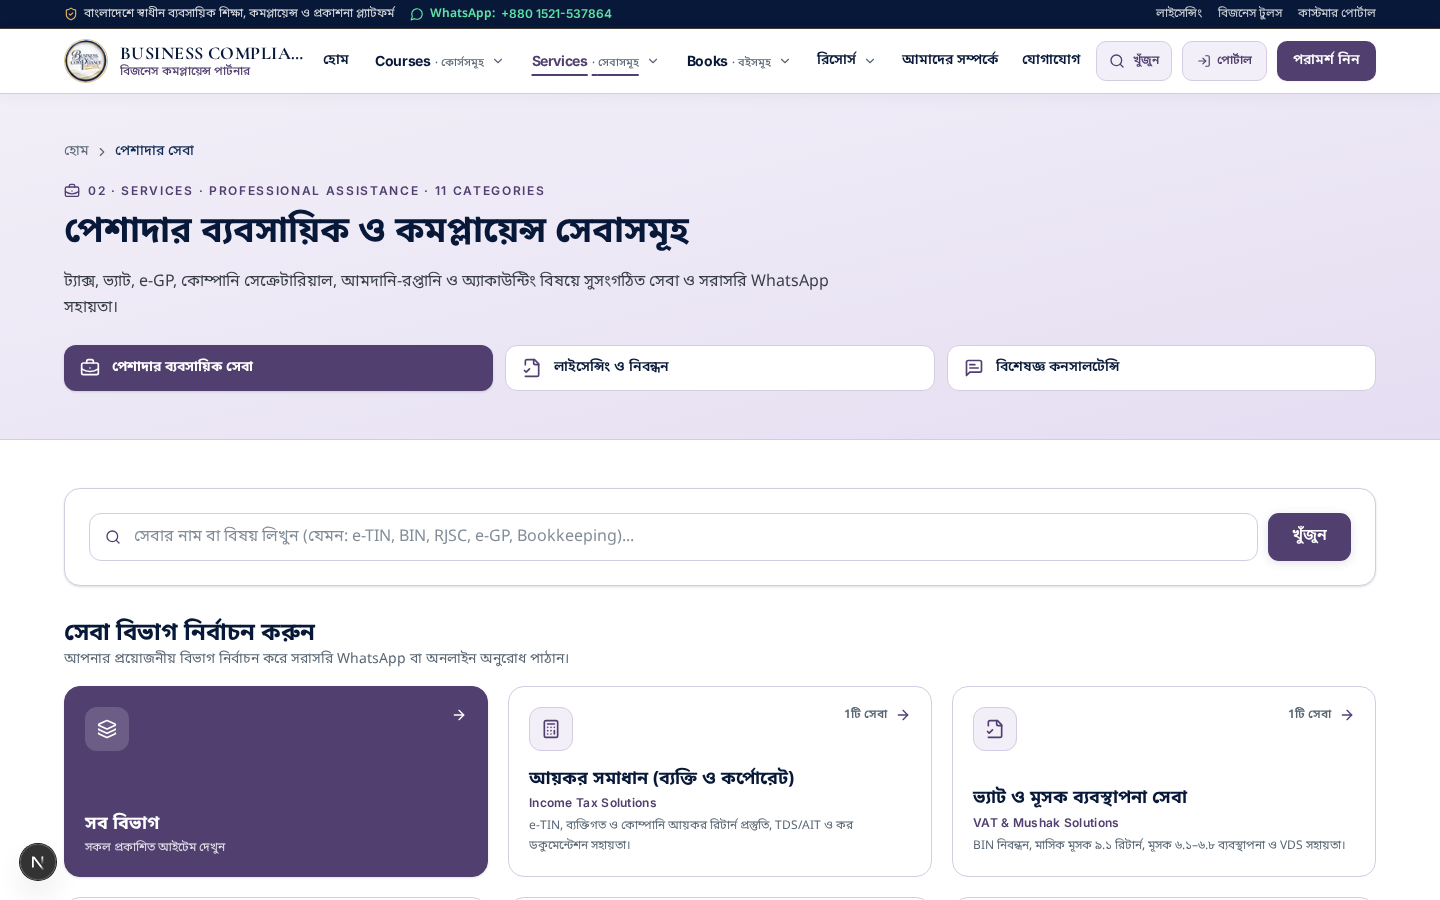 বাংলাদেশে স্বাধীন ব্যবসায়িক শিক্ষা, কমপ্লায়েন্স ও প্রকাশনা প্ল্যাটফর্ম WhatsApp: +880 1521-537864 লাইসেন্সিং বিজনেস টুলস কাস্টমার পোর্টাল
BUSINESS COMPLIA...
বিজনেস কমপ্লায়েন্স পার্টনার
হোম Courses · কোর্সসমূহ Services · সেবাসমূহ Books · বইসমূহ রিসোর্স আমাদের সম্পর্কে যোগাযোগ খুঁজুন পোর্টাল পরামর্শ নিন
হোম পেশাদার সেবা
02 · SERVICES · PROFESSIONAL ASSISTANCE · 11 CATEGORIES
পেশাদার ব্যবসায়িক ও কমপ্লায়েন্স সেবাসমূহ
ট্যাক্স, ভ্যাট, e-GP, কোম্পানি সেক্রেটারিয়াল, আমদানি-রপ্তানি ও অ্যাকাউন্টিং বিষয়ে সুসংগঠিত সেবা ও সরাসরি WhatsApp
সহায়তা।
পেশাদার ব্যবসায়িক সেবা লাইসেন্সিং ও নিবন্ধন বিশেষজ্ঞ কনসালটেন্সি
সেবার নাম বা বিষয় লিখুন (যেমন: e-TIN, BIN, RJSC, e-GP, Bookkeeping)... খুঁজুন
সেবা বিভাগ নির্বাচন করুন
আপনার প্রয়োজনীয় বিভাগ নির্বাচন করে সরাসরি WhatsApp বা অনলাইন অনুরোধ পাঠান।
সব বিভাগ
সকল প্রকাশিত আইটেম দেখুন
1টি সেবা
আয়কর সমাধান (ব্যক্তি ও কর্পোরেট)
Income Tax Solutions
e-TIN, ব্যক্তিগত ও কোম্পানি আয়কর রিটার্ন প্রস্তুতি, TDS/AIT ও কর
ডকুমেন্টেশন সহায়তা।
1টি সেবা
ভ্যাট ও মূসক ব্যবস্থাপনা সেবা
VAT & Mushak Solutions
BIN নিবন্ধন, মাসিক মূসক ৯.১ রিটার্ন, মূসক ৬.১–৬.৮ ব্যবস্থাপনা ও VDS সহায়তা।